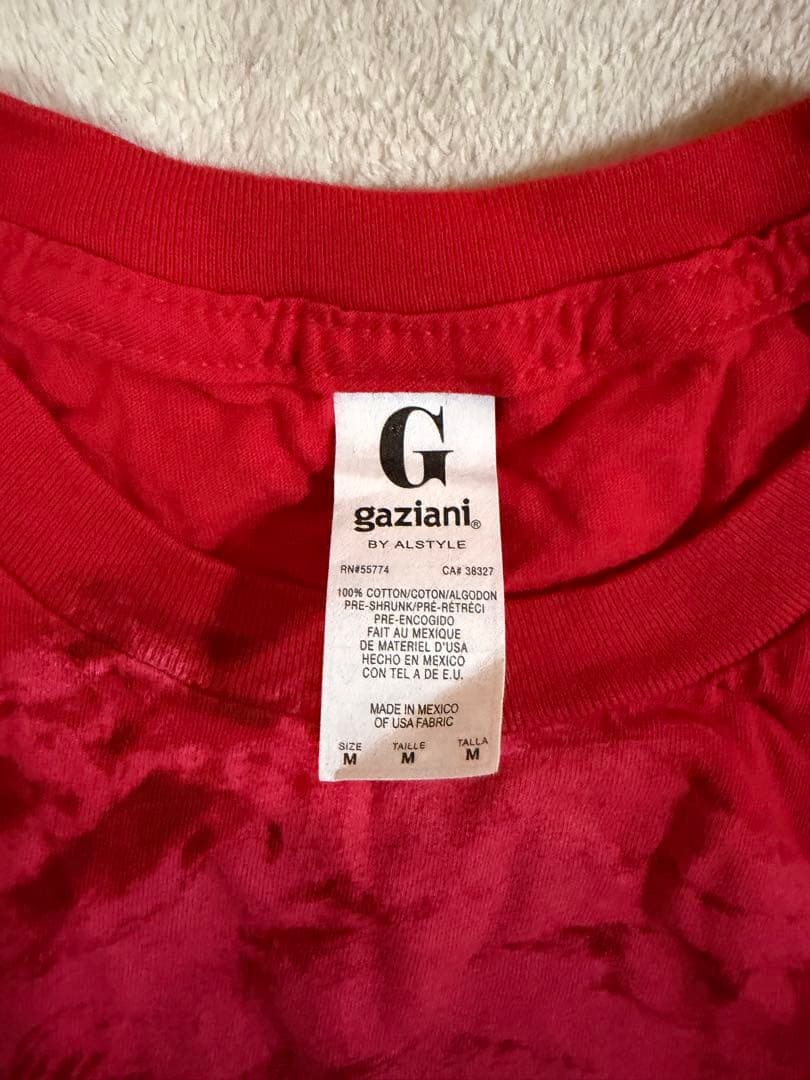 G
gaziani®
BY ALSTYLE
RN#55774 CA# 38327
100% COTTON/COTON/ALGODON
PRE-SHRUNK/PRÉ-RÉTRÉCI
PRE-ENCOGIDO
FAIT AU MEXIQUE
DE MATERIEL D'USA
HECHO EN MEXICO
CON TEL A DE E.U.
MADE IN MEXICO
OF USA FABRIC
SIZE TAILLE TALLA
M M M